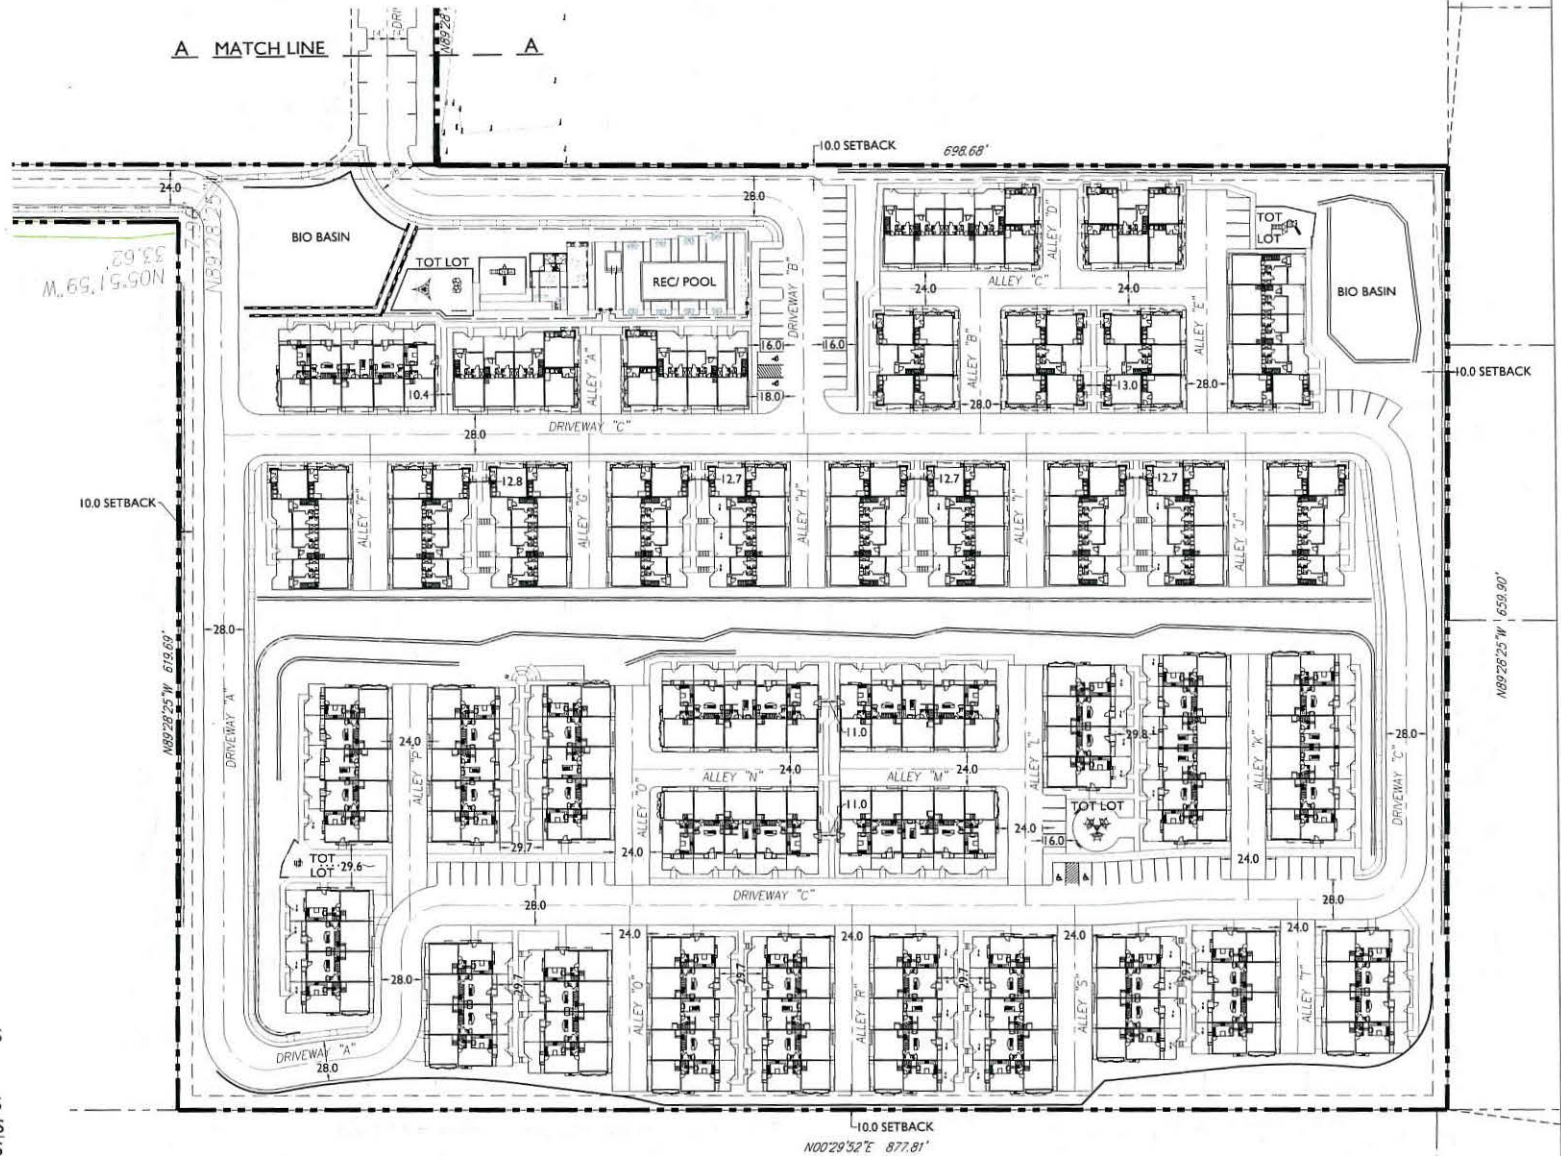 A MATCH LINE A
10.0 SETBACK
698.68'
24.0
28.0
N89°28'25"
33.62'
N05°51'59"W
BIO BASIN
TOT LOT
REC/ POOL
DRIVEWAY "B"
ALLEY "D"
TOT
LOT
BIO BASIN
24.0
ALLEY "C"
24.0
ALLEY "E"
16.0
16.0
ALLEY "A"
ALLEY "B"
10.0 SETBACK
10.4
18.0
13.0
28.0
28.0
28.0
DRIVEWAY "C"
10.0 SETBACK
12.8
12.7
12.7
12.7
ALLEY "F"
ALLEY "G"
ALLEY "H"
ALLEY "I"
ALLEY "J"
28.0
N89°28'25"W 619.69'
N89°28'25"W 659.90'
DRIVEWAY "A"
24.0
ALLEY "P"
11.0
29.8
28.0
ALLEY "N"
24.0
ALLEY "M"
24.0
ALLEY "L"
ALLEY "K"
ALLEY "O"
11.0
TOT LOT
DRIVEWAY "C"
24.0
16.0
29.7
24.0
24.0
TOT
LOT
29.6
DRIVEWAY "C"
28.0
28.0
24.0
24.0
24.0
24.0
28.0
29.7
29.7
29.7
29.7
ALLEY "Q"
ALLEY "R"
ALLEY "S"
ALLEY "T"
DRIVEWAY "A"
28.0
10.0 SETBACK
N00°29'52"E 877.81'